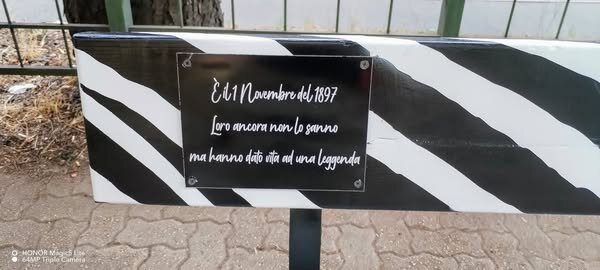 È il 1 Novembre del 1897
Loro ancora non lo sanno
ma hanno dato vita ad una leggenda
HONOR Magic5 Lite
64MP Triple Camera